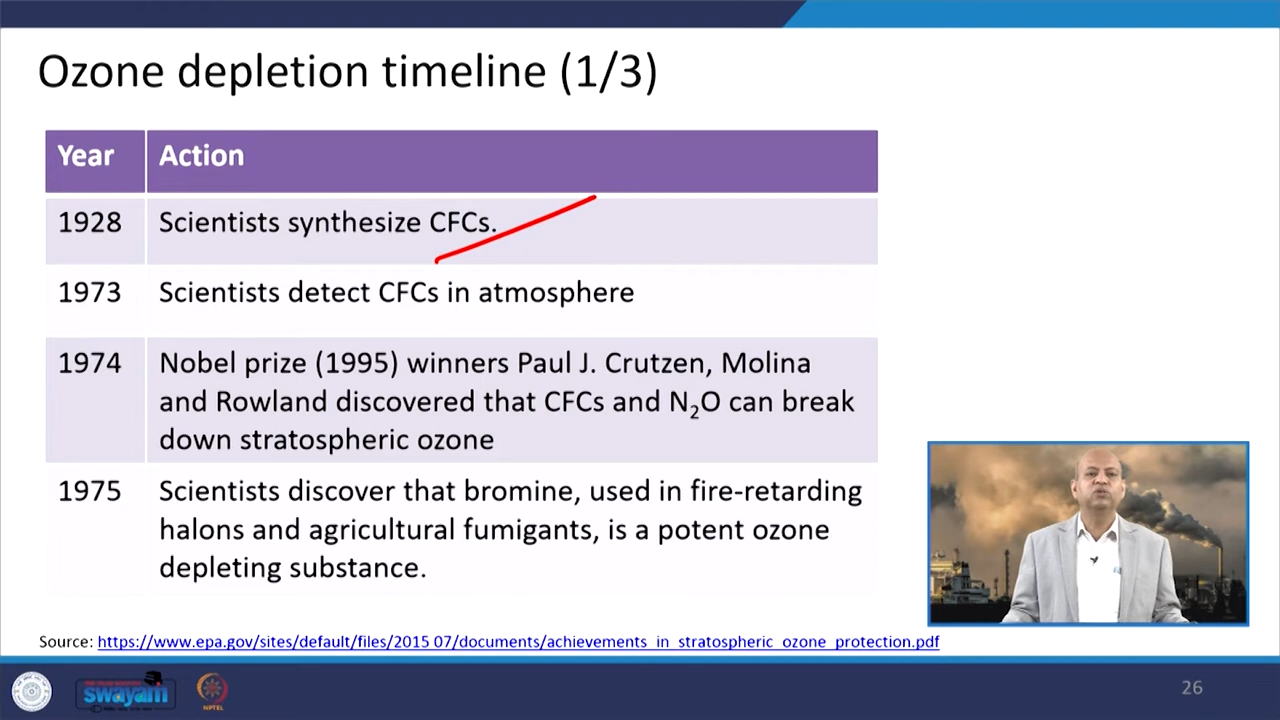 Ozone depletion timeline (1/3)
Year Action
1928 Scientists synthesize CFCs.
1973 Scientists detect CFCs in atmosphere
1974 Nobel prize (1995) winners Paul J. Crutzen, Molina
and Rowland discovered that CFCs and N₂O can break
down stratospheric ozone
1975 Scientists discover that bromine, used in fire-retarding
halons and agricultural fumigants, is a potent ozone
depleting substance.
Source: https://www.epa.gov/sites/default/files/2015 07/documents/achievements_in_stratospheric_ozone_protection.pdf
swayam
NPTEL
26